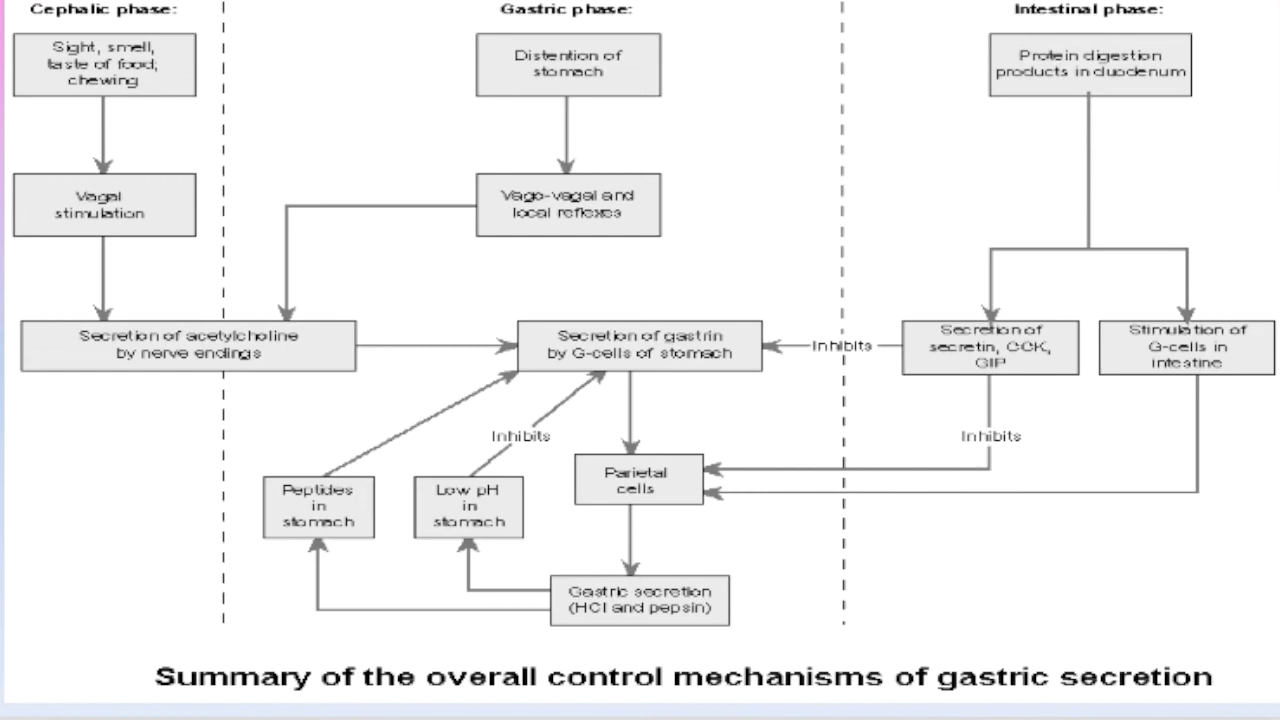 Cephalic phase:
Gastric phase:
Intestinal phase:
Sight, smell,
taste of food;
chewing
Distention of
stomach
Protein digestion
products in duodenum
Vagal
stimulation
Vago-vagal and
local reflexes
Secretion of acetylcholine
by nerve endings
Secretion of gastrin
by G-cells of stomach
Inhibits
Secretion of
secretin, CCK,
GIP
Stimulation of
G-cells in
intestine
Inhibits
Inhibits
Peptides
in
stomach
Low pH
in
stomach
Parietal
cells
Gastric secretion
(HCl and pepsin)
Summary of the overall control mechanisms of gastric secretion